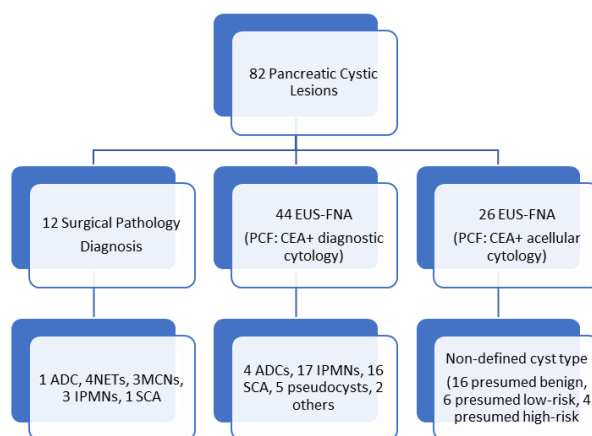 82 Pancreatic Cystic
Lesions
12 Surgical Pathology
Diagnosis
44 EUS-FNA
(PCF: CEA+ diagnostic
cytology)
26 EUS-FNA
(PCF: CEA+ acellular
cytology)
1 ADC, 4NETs, 3MCNs,
3 IPMNs, 1 SCA
4 ADCs, 17 IPMNs, 16
SCA, 5 pseudocysts, 2
others
Non-defined cyst type
(16 presumed benign,
6 presumed low-risk, 4
presumed high-risk